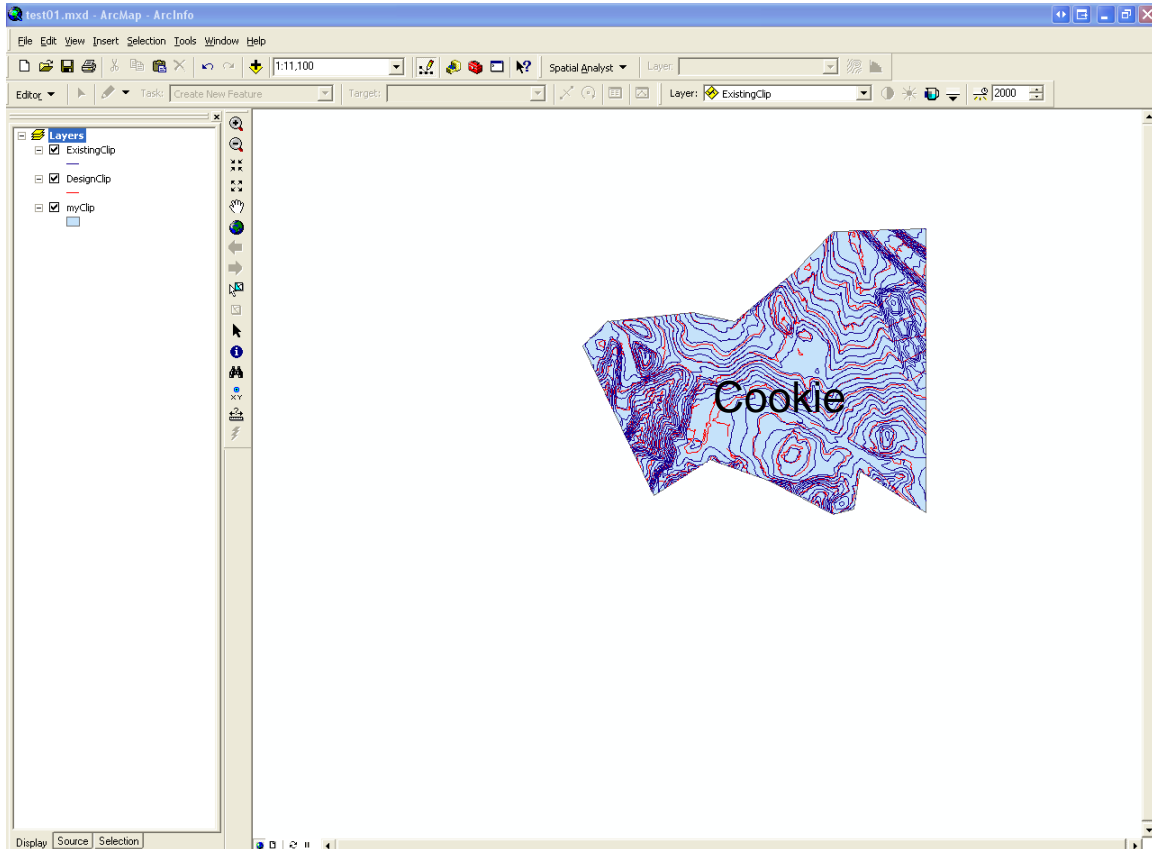 test01.mxd - ArcMap - ArcInfo
File Edit View Insert Selection Tools Window Help
1:11,100 Spatial Analyst Layer:
Editor Task: Create New Feature Target: Layer: ExistingClip 2000
Layers
ExistingClip
DesignClip
myClip
XY
Cookie
Display Source Selection